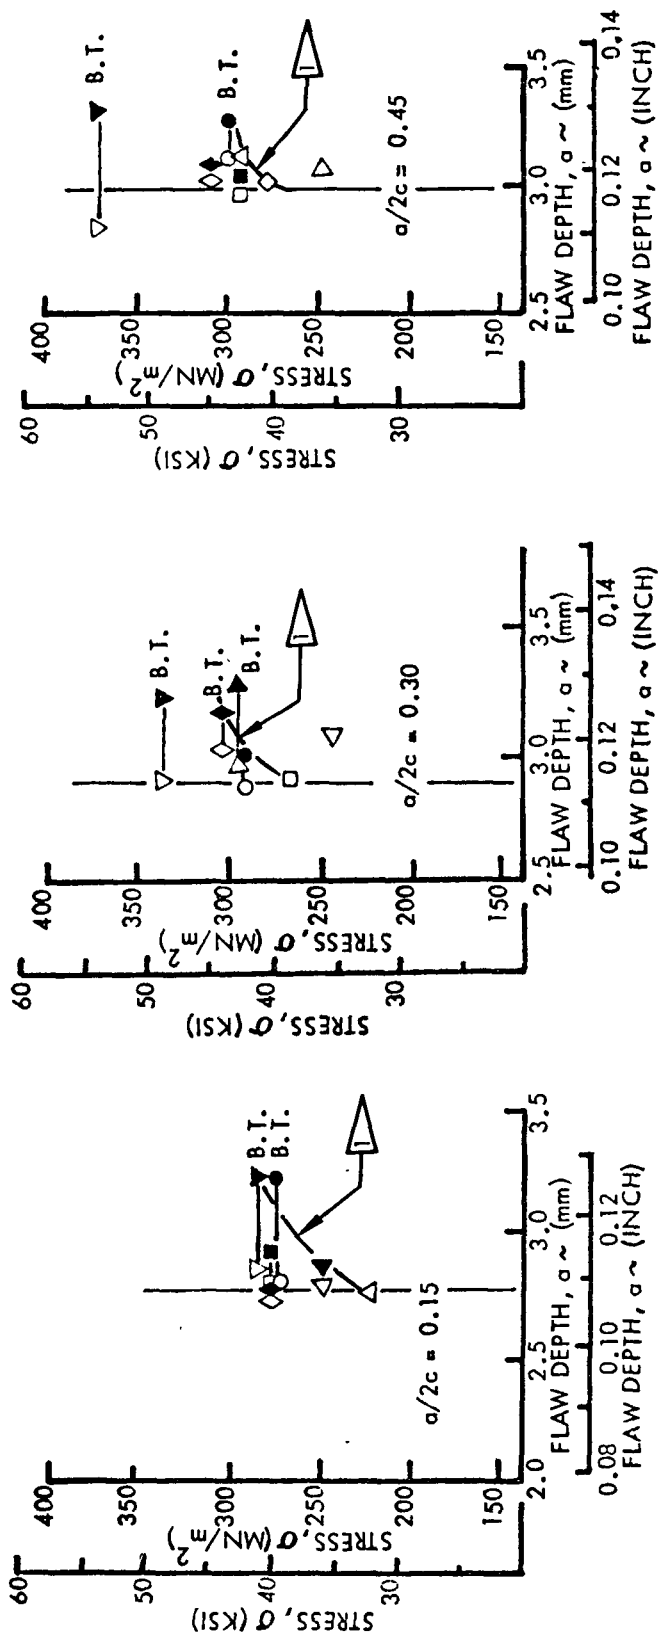 60
50
40
30
STRESS, σ (KSI)
400
300
250
200
150
STRESS, σ (MN/m²)
B.T.
B.T.
1
a/2c = 0.15
2.0
2.5
3.0
3.5
FLAW DEPTH, a ~ (mm)
0.08
0.10
0.12
FLAW DEPTH, a ~ (INCH)
60
50
40
30
STRESS, σ (KSI)
400
350
300
250
200
150
STRESS, σ (MN/m²)
B.T.
B.T.
B.T.
1
a/2c = 0.30
2.5
3.0
3.5
FLAW DEPTH, a ~ (mm)
0.10
0.12
0.14
FLAW DEPTH, a ~ (INCH)
60
50
40
30
STRESS, σ (KSI)
400
350
300
250
200
150
STRESS, σ (MN/m²)
B.T.
B.T.
1
a/2c = 0.45
2.5
3.0
3.5
FLAW DEPTH, a ~ (mm)
0.10
0.12
0.14
FLAW DEPTH, a ~ (INCH)